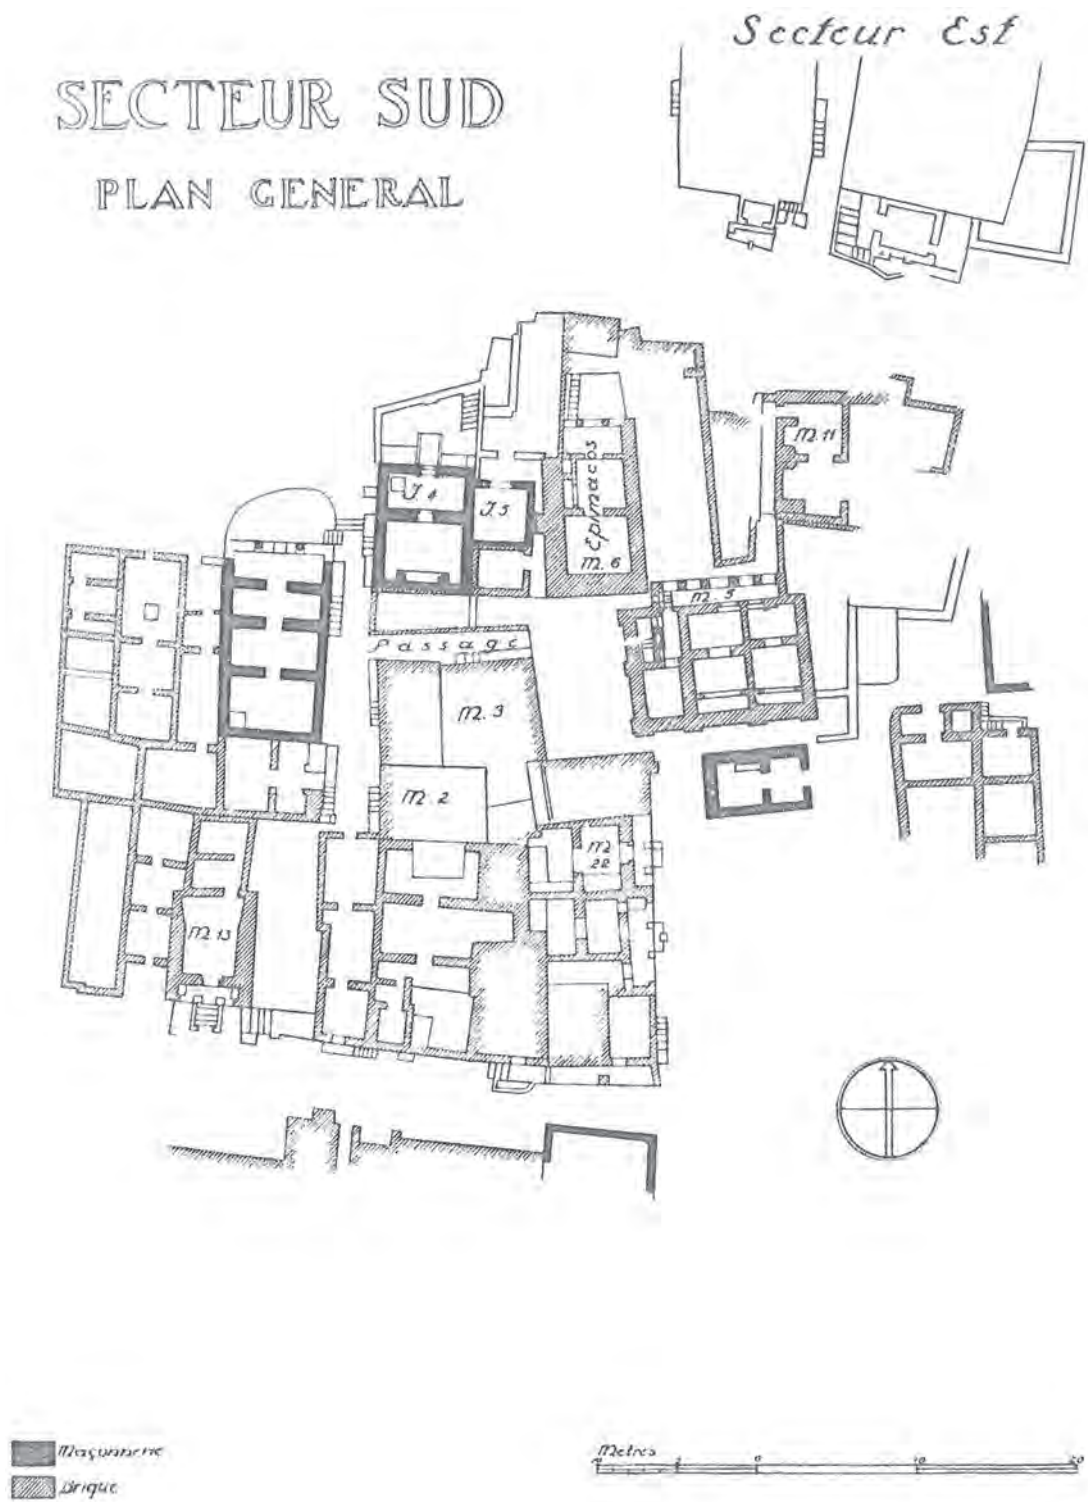 Secteur Est
SECTEUR SUD
PLAN GENERAL
M. 11
J. 4
J. 5
Epimacos
M. 6
M. 5
Passage
M. 3
M. 2
M 22
M 13
Maçonnerie
Brique
Metres
0
10
20